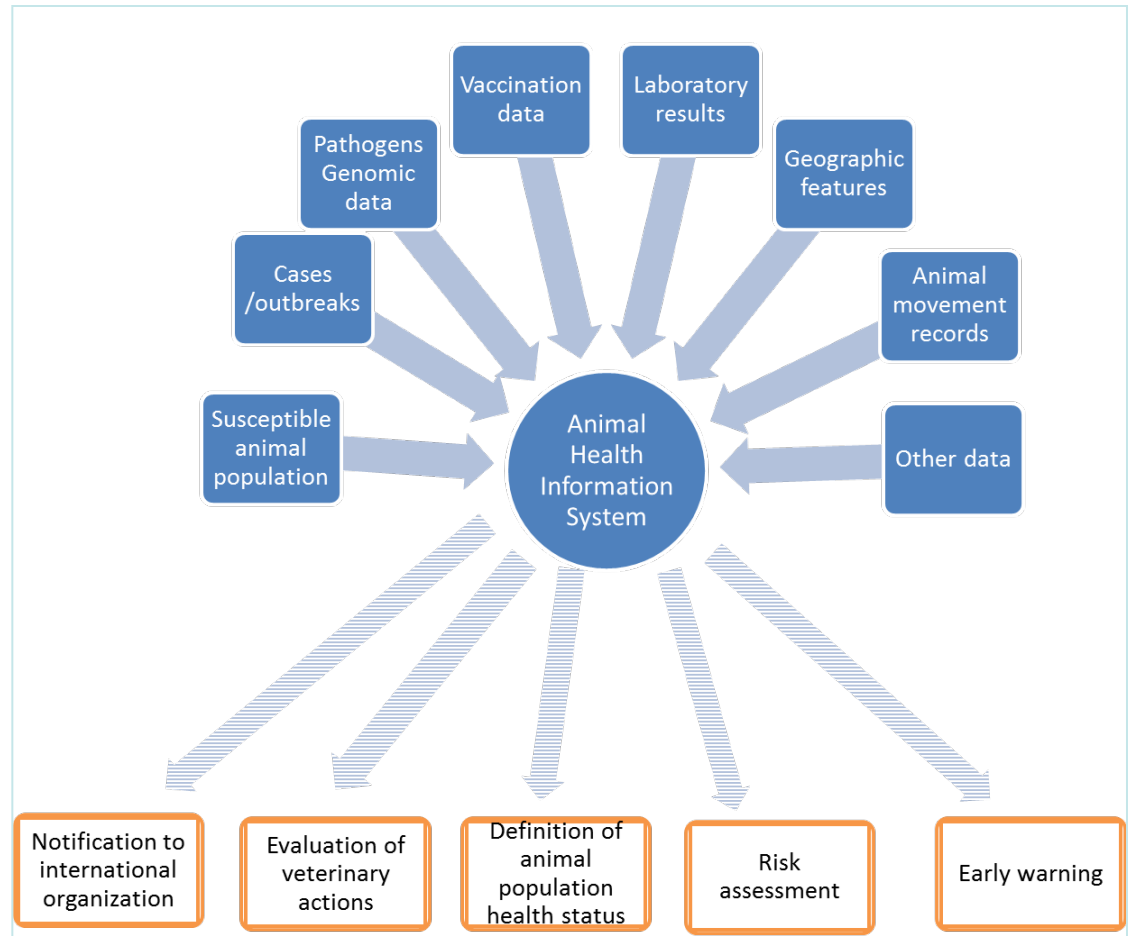 Vaccination
data
Laboratory
results
Pathogens
Genomic
data
Geographic
features
Cases
/outbreaks
Animal
movement
records
Susceptible
animal
population
Animal
Health
Information
System
Other data
Notification to
international
organization
Evaluation of
veterinary
actions
Definition of
animal
population
health status
Risk
assessment
Early warning